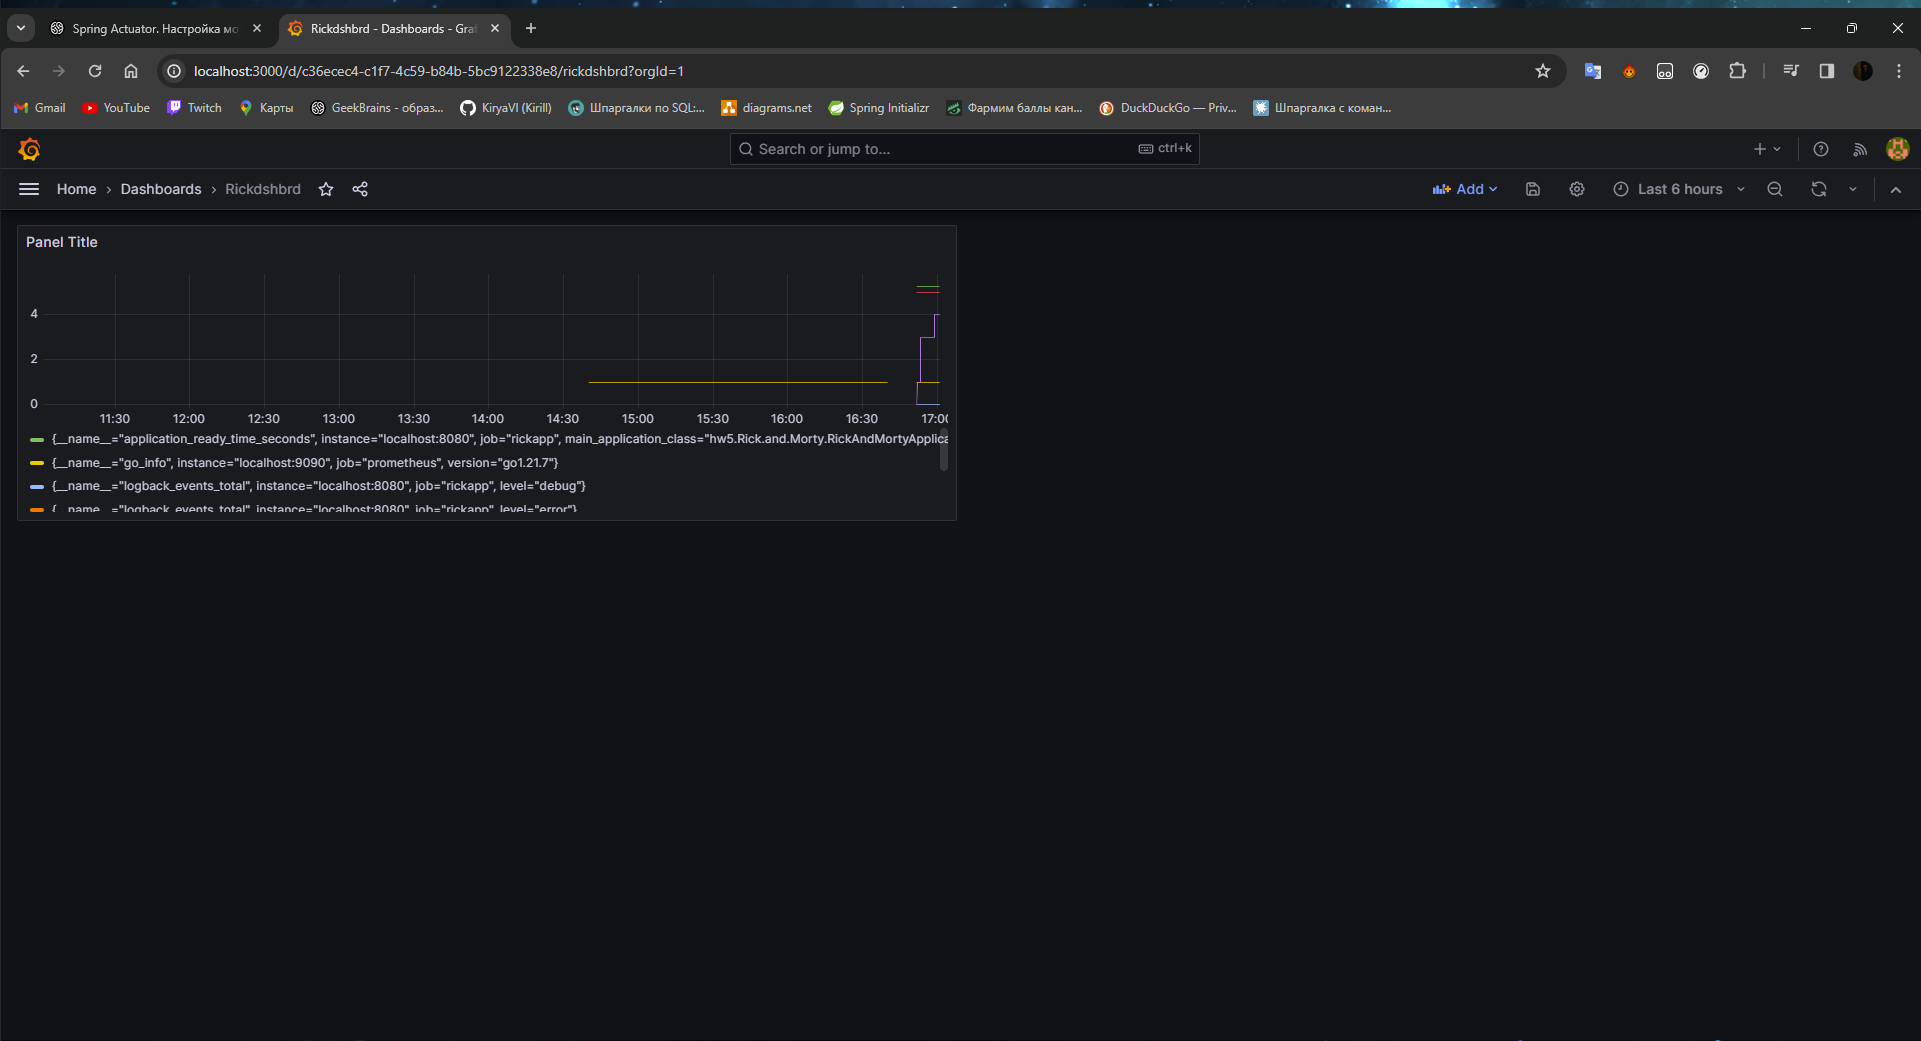 Spring Actuator. Настройка мо
Rickdshbrd - Dashboards - Gra
localhost:3000/d/c36ecec4-c1f7-4c59-b84b-5bc9122338e8/rickdshbrd?orgId=1
Gmail YouTube Twitch Карты GeekBrains - образ... KiryaVI (Kirill) Шпаргалки по SQL:... diagrams.net Spring Initializr Фармим баллы кан... DuckDuckGo — Priv... Шпаргалка с коман...
Search or jump to... ctrl+k
Home › Dashboards › Rickdshbrd Add Last 6 hours
Panel Title
4
2
0
11:30 12:00 12:30 13:00 13:30 14:00 14:30 15:00 15:30 16:00 16:30 17:00
{__name__="application_ready_time_seconds", instance="localhost:8080", job="rickapp", main_application_class="hw5.Rick.and.Morty.RickAndMortyApplica
{__name__="go_info", instance="localhost:9090", job="prometheus", version="go1.21.7"}
{__name__="logback_events_total", instance="localhost:8080", job="rickapp", level="debug"}
{__name__="logback_events_total", instance="localhost:8080", job="rickapp", level="error"}